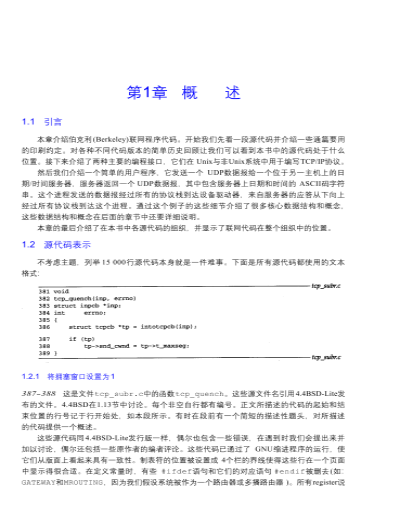 第1章 概 述
1.1 引言
本章介绍伯克利(Berkeley)联网程序代码。开始我们先看一段源代码并介绍一些通篇要用
的印刷约定。对各种不同代码版本的简单历史回顾让我们可以看到本书中的源代码处于什么
位置。接下来介绍了两种主要的编程接口，它们在 Unix与主Unix系统中用于编写TCP/IP协议。
然后我们介绍一个简单的用户程序，它发送一个 UDP数据报给一个位于另一主机上的日
期/时间服务器，服务器返回一个 UDP数据报，其中包含服务器上日期和时间的 ASCII码字符
串。这个进程发送的数据报经过所有的协议栈到达设备驱动器，来自服务器的应答从下向上
经过所有协议栈到达这个进程。通过这个例子的这些细节介绍了很多核心数据结构和概念，
这些数据结构和概念在后面的章节中还要详细说明。
本章的最后介绍了在本书中各源代码的组织，并显示了联网代码在整个组织中的位置。
1.2 源代码表示
不考虑主题，列举 15 000行源代码本身就是一件难事。下面是所有源代码都使用的文本
格式:
tcp_subr.c
381 void
382 tcp_quench(inp, errno)
383 struct inpcb *inp;
384 int errno;
385 {
386 struct tcpcb *tp = intotcpcb(inp);
387 if (tp)
388 tp->snd_cwnd = tp->t_maxseg;
389 }
tcp_subr.c
1.2.1 将拥塞窗口设置为1
387-388 这是文件tcp_subr.c中的函数tcp_quench。这些源文件名引用4.4BSD-Lite发
布的文件。4.4BSD在1.13节中讨论。每个非空白行都有编号。正文所描述的代码的起始和结
束位置的行号记于行开始处，如本段所示。有时在段前有一个简短的描述性题头，对所描述
的代码提供一个概述。
这些源代码同4.4BSD-Lite发行版一样，偶尔也包含一些错误，在遇到时我们会提出来并
加以讨论，偶尔还包括一些原作者的编者评论。这些代码已通过了 GNU缩进程序的运行，使
它们从版面上看起来具有一致性。制表符的位置被设置成 4个栏的界线使得这些行在一个页面
中显示得很合适。在定义常量时，有些 #ifdef语句和它们的对应语句 #endif被删去(如:
GATEWAY和MROUTING，因为我们假设系统被作为一个路由器或多播路由器 )。所有register说